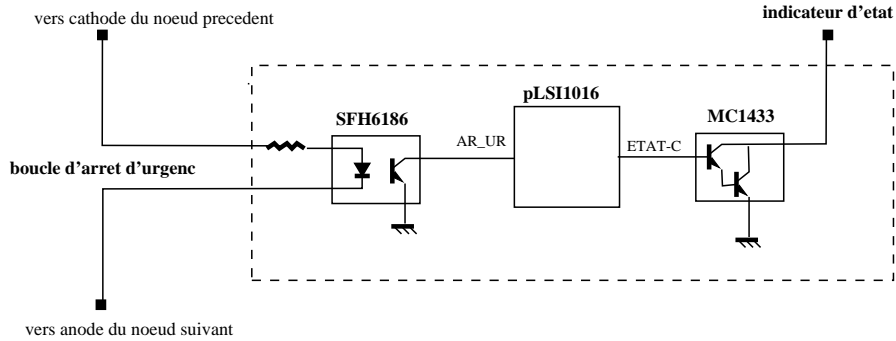 vers cathode du noeud precedent
indicateur d'etat
pLSI1016
SFH6186
MC1433
AR_UR
ETAT-C
boucle d'arret d'urgenc
vers anode du noeud suivant